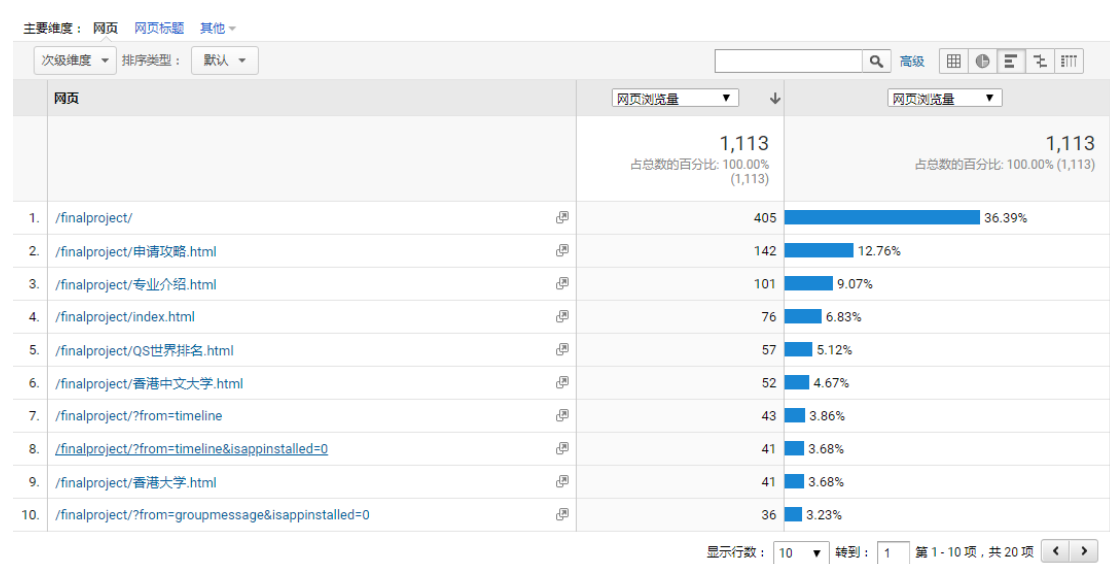 主要维度： 网页 网页标题 其他
次级维度 排序类型： 默认 高级
网页 网页浏览量 网页浏览量
1,113 1,113
占总数的百分比: 100.00% 占总数的百分比: 100.00% (1,113)
(1,113)
1. /finalproject/ 405 36.39%
2. /finalproject/申请攻略.html 142 12.76%
3. /finalproject/专业介绍.html 101 9.07%
4. /finalproject/index.html 76 6.83%
5. /finalproject/QS世界排名.html 57 5.12%
6. /finalproject/香港中文大学.html 52 4.67%
7. /finalproject/?from=timeline 43 3.86%
8. /finalproject/?from=timeline&isappinstalled=0 41 3.68%
9. /finalproject/香港大学.html 41 3.68%
10. /finalproject/?from=groupmessage&isappinstalled=0 36 3.23%
显示行数： 10 转到： 1 第 1 - 10 项，共 20 项